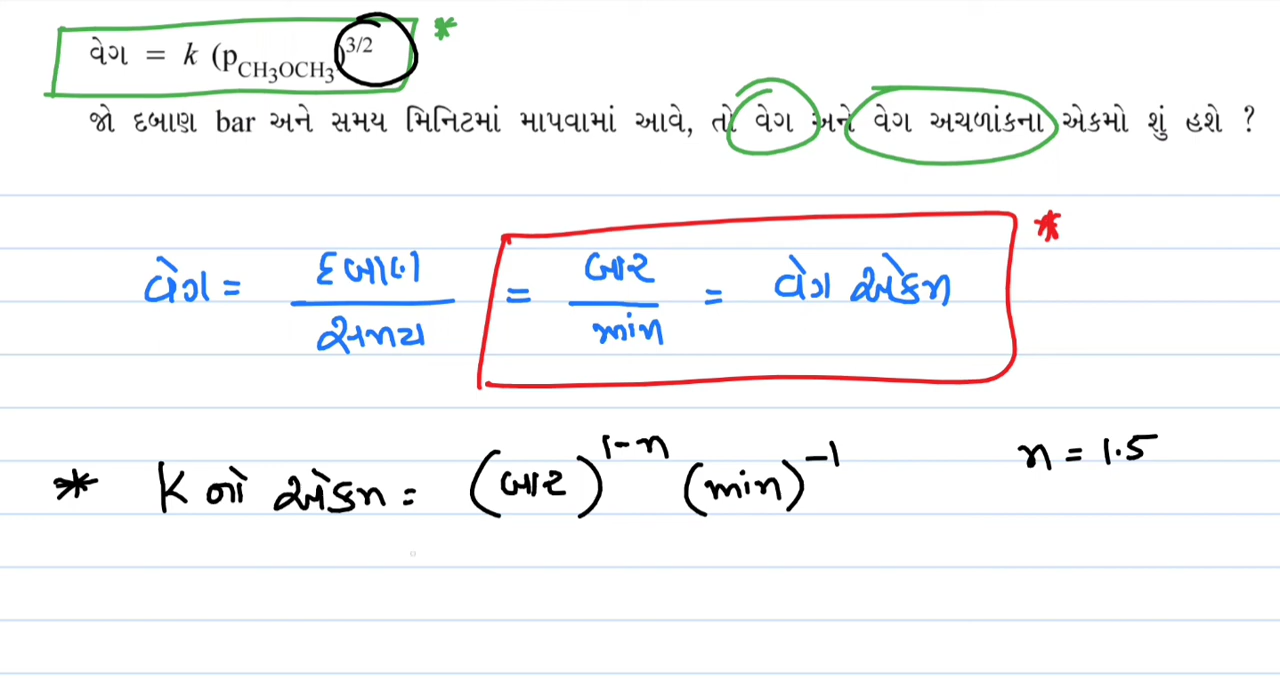 વેગ = k (pCH3OCH3)^3/2 *
જો દબાણ bar અને સમય મિનિટમાં માપવામાં આવે, તો વેગ અને વેગ અચળાંકના એકમો શું હશે ?
વેગ = દબાણ / સમય = બાર / min = વેગ એકમ *
* K નો એકમ = (બાર)^1-n (min)^-1 n = 1.5